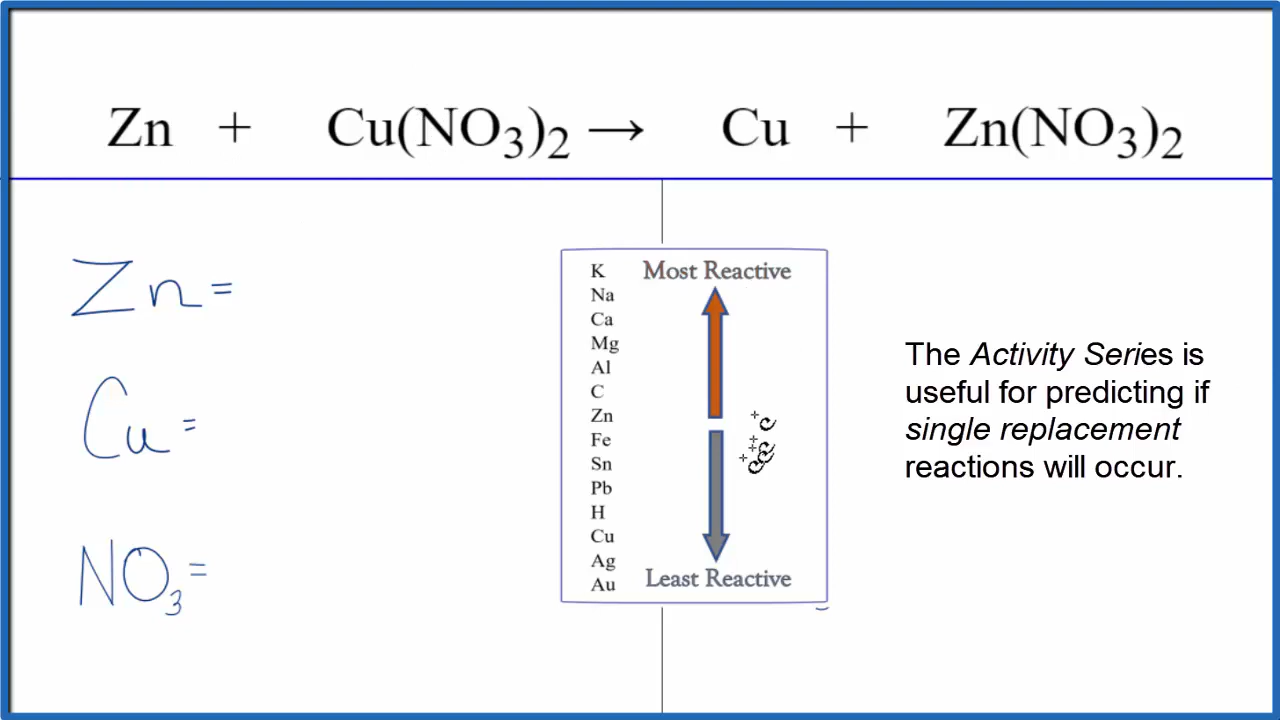 Zn + Cu(NO₃)₂ → Cu + Zn(NO₃)₂
Zn =
Cu =
NO₃ =
K
Na
Ca
Mg
Al
C
Zn
Fe
Sn
Pb
H
Cu
Ag
Au
Most Reactive
Least Reactive
The Activity Series is
useful for predicting if
single replacement
reactions will occur.